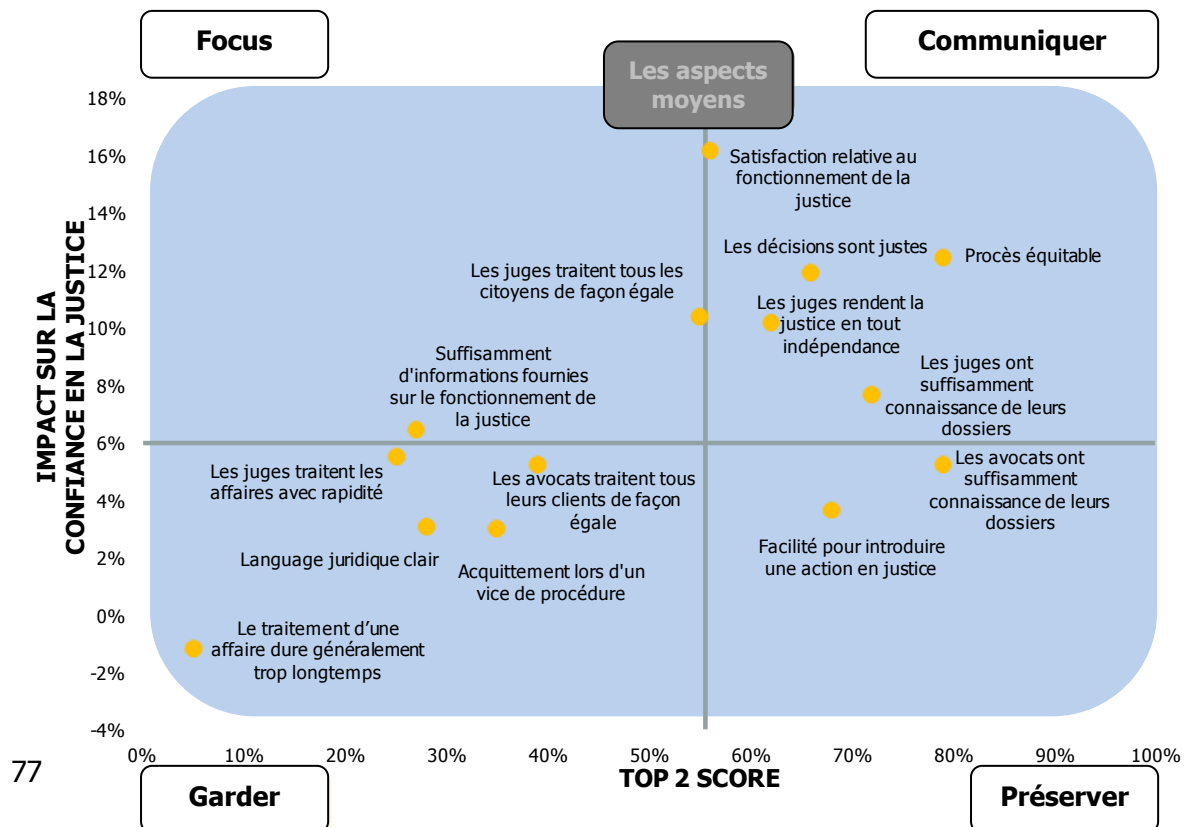 Focus
Communiquer
Les aspects
moyens
18%
16%
14%
12%
10%
8%
6%
4%
2%
0%
-2%
-4%
IMPACT SUR LA
CONFIANCE EN LA JUSTICE
Satisfaction relative au
fonctionnement de la
justice
Les décisions sont justes
Procès équitable
Les juges traitent tous les
citoyens de façon égale
Les juges rendent la
justice en tout
indépendance
Suffisamment
d'informations fournies
sur le fonctionnement de
la justice
Les juges ont
suffisamment
connaissance de leurs
dossiers
Les juges traitent les
affaires avec rapidité
Les avocats traitent tous
leurs clients de façon
égale
Les avocats ont
suffisamment
connaissance de leurs
dossiers
Language juridique clair
Acquittement lors d'un
vice de procédure
Facilité pour introduire
une action en justice
Le traitement d’une
affaire dure généralement
trop longtemps
0%
10%
20%
30%
40%
50%
60%
70%
80%
90%
100%
TOP 2 SCORE
77
Garder
Préserver